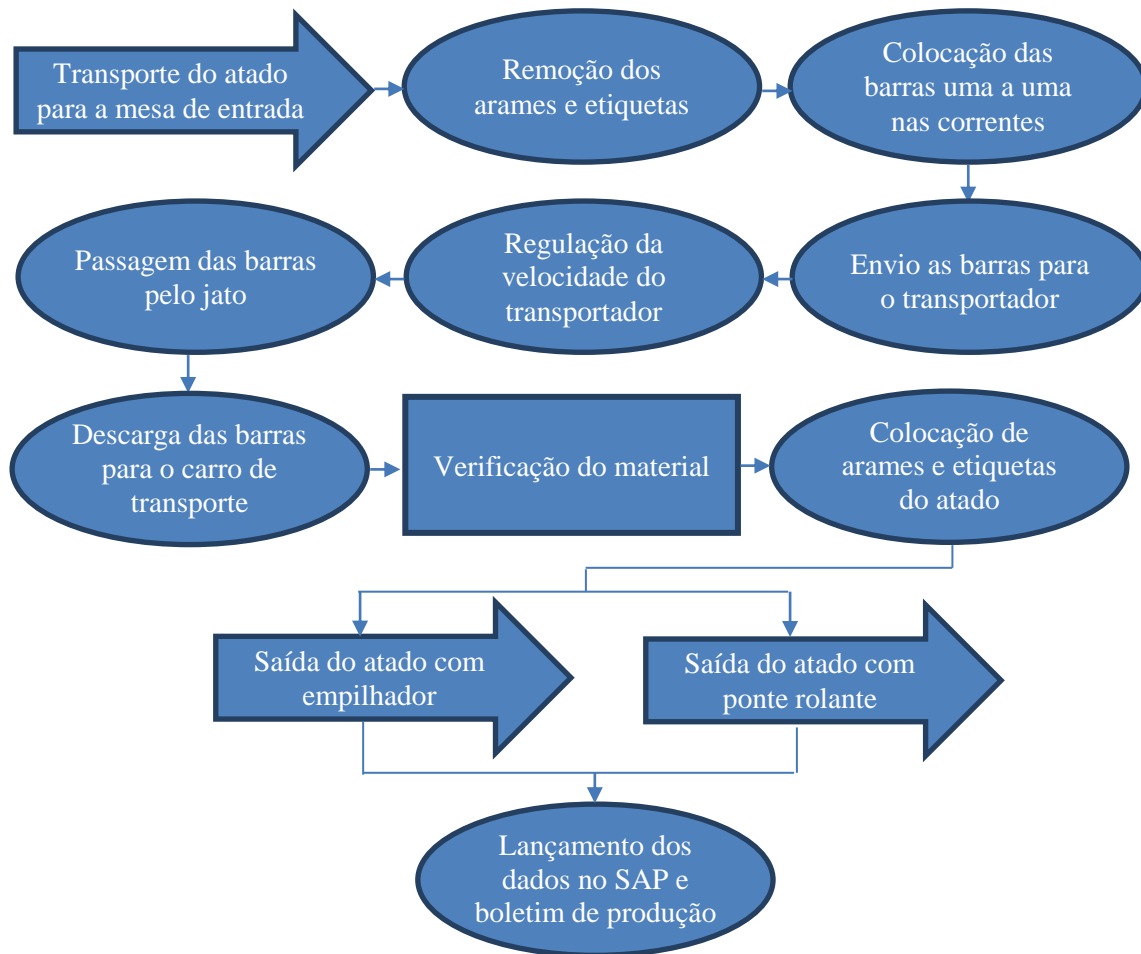 Transporte do atado
para a mesa de entrada
Remoção dos
arames e etiquetas
Colocação das
barras uma a uma
nas correntes
Envio as barras para
o transportador
Regulação da
velocidade do
transportador
Passagem das barras
pelo jato
Descarga das barras
para o carro de
transporte
Verificação do material
Colocação de
arames e etiquetas
do atado
Saída do atado com
empilhador
Saída do atado com
ponte rolante
Lançamento dos
dados no SAP e
boletim de produção